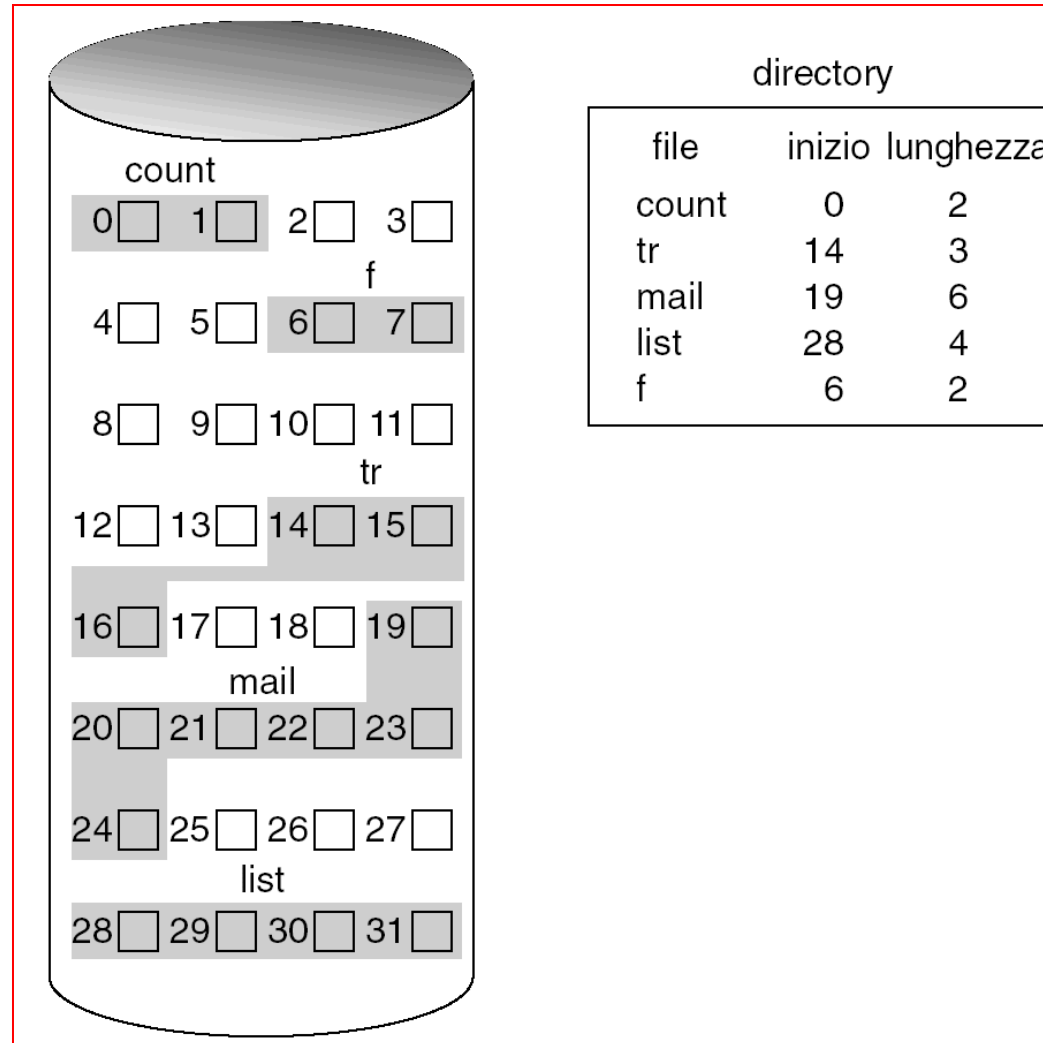 count
0 1 2 3
f
4 5 6 7
8 9 10 11
tr
12 13 14 15
16 17 18 19
mail
20 21 22 23
24 25 26 27
list
28 29 30 31
directory
file inizio lunghezza
count 0 2
tr 14 3
mail 19 6
list 28 4
f 6 2